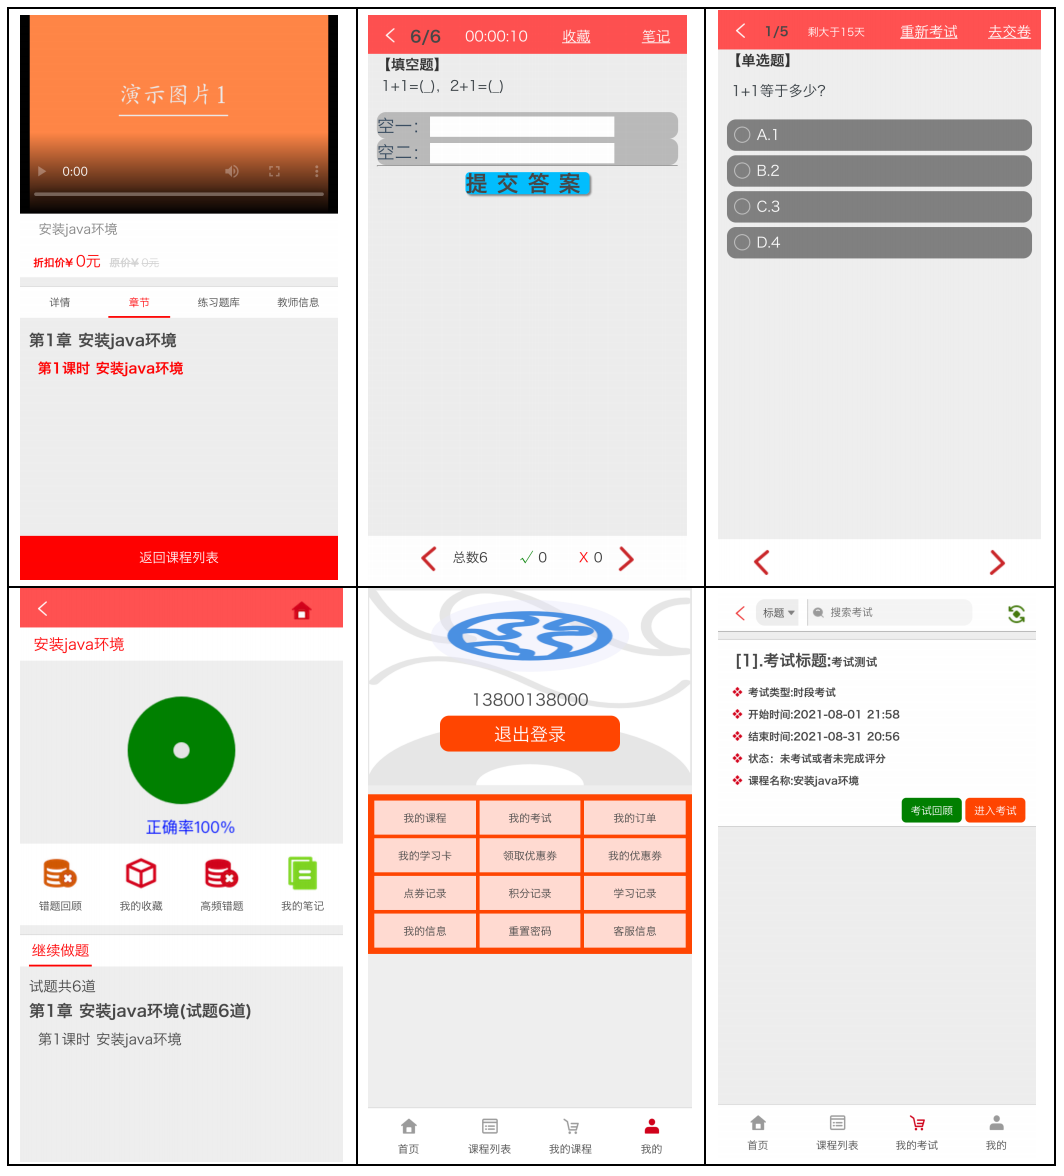 演示图片1
0:00
安装java环境
折扣价¥ 0元 原价¥ 0元
详情 章节 练习题库 教师信息
第1章 安装java环境
第1课时 安装java环境
返回课程列表
6/6 00:00:10 收藏 笔记
【填空题】
1+1=(_)，2+1=(_)
空一：
空二：
提交答案
总数6 √ 0 X 0
1/5 剩大于15天 重新考试 去交卷
【单选题】
1+1等于多少?
A.1
B.2
C.3
D.4
安装java环境
正确率100%
错题回顾 我的收藏 高频错题 我的笔记
继续做题
试题共6道
第1章 安装java环境(试题6道)
第1课时 安装java环境
13800138000
退出登录
我的课程 我的考试 我的订单
我的学习卡 领取优惠券 我的优惠券
点券记录 积分记录 学习记录
我的信息 重置密码 客服信息
首页 课程列表 我的课程 我的
标题 搜索考试
[1].考试标题:考试测试
考试类型:时段考试
开始时间:2021-08-01 21:58
结束时间:2021-08-31 20:56
状态：未考试或者未完成评分
课程名称:安装java环境
考试回顾 进入考试
首页 课程列表 我的考试 我的